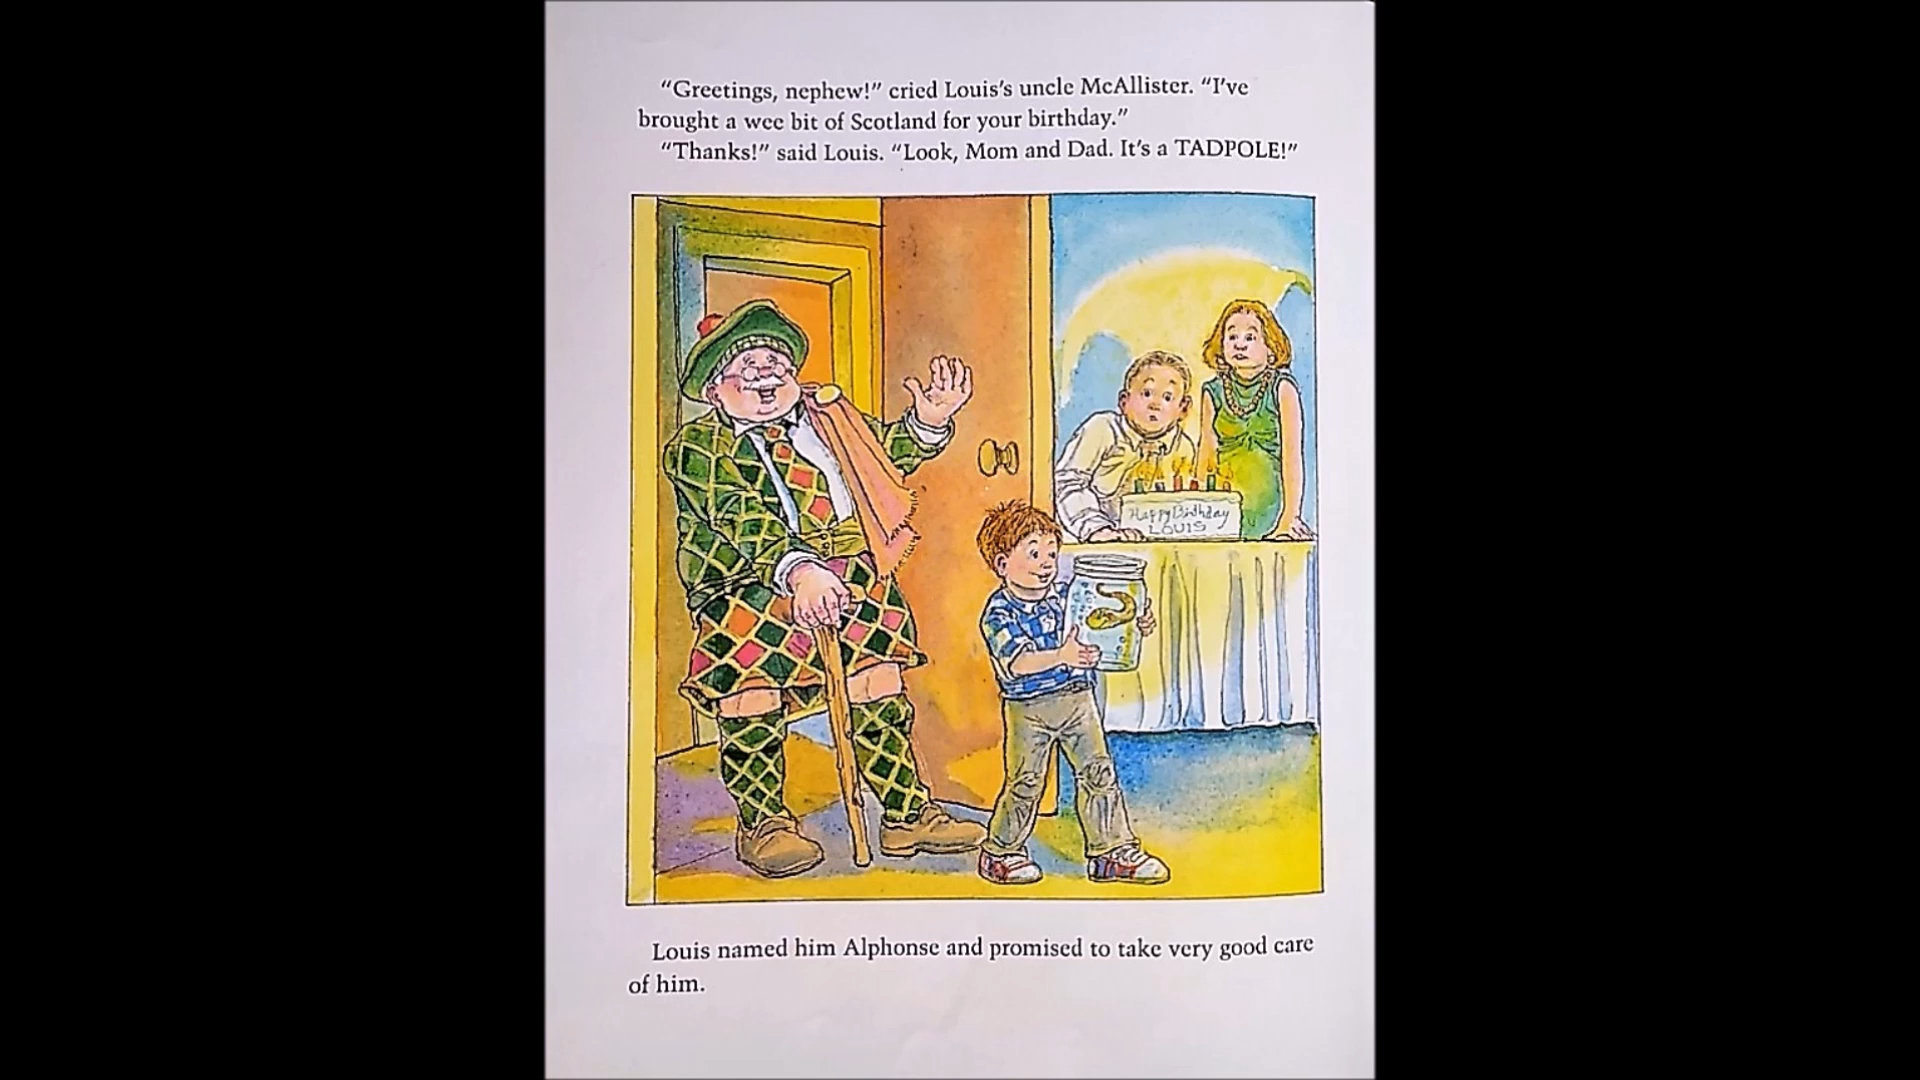 “Greetings, nephew!” cried Louis’s uncle McAllister. “I’ve
brought a wee bit of Scotland for your birthday.”
“Thanks!” said Louis. “Look, Mom and Dad. It’s a TADPOLE!”
Happy Birthday
LOUIS
Louis named him Alphonse and promised to take very good care
of him.